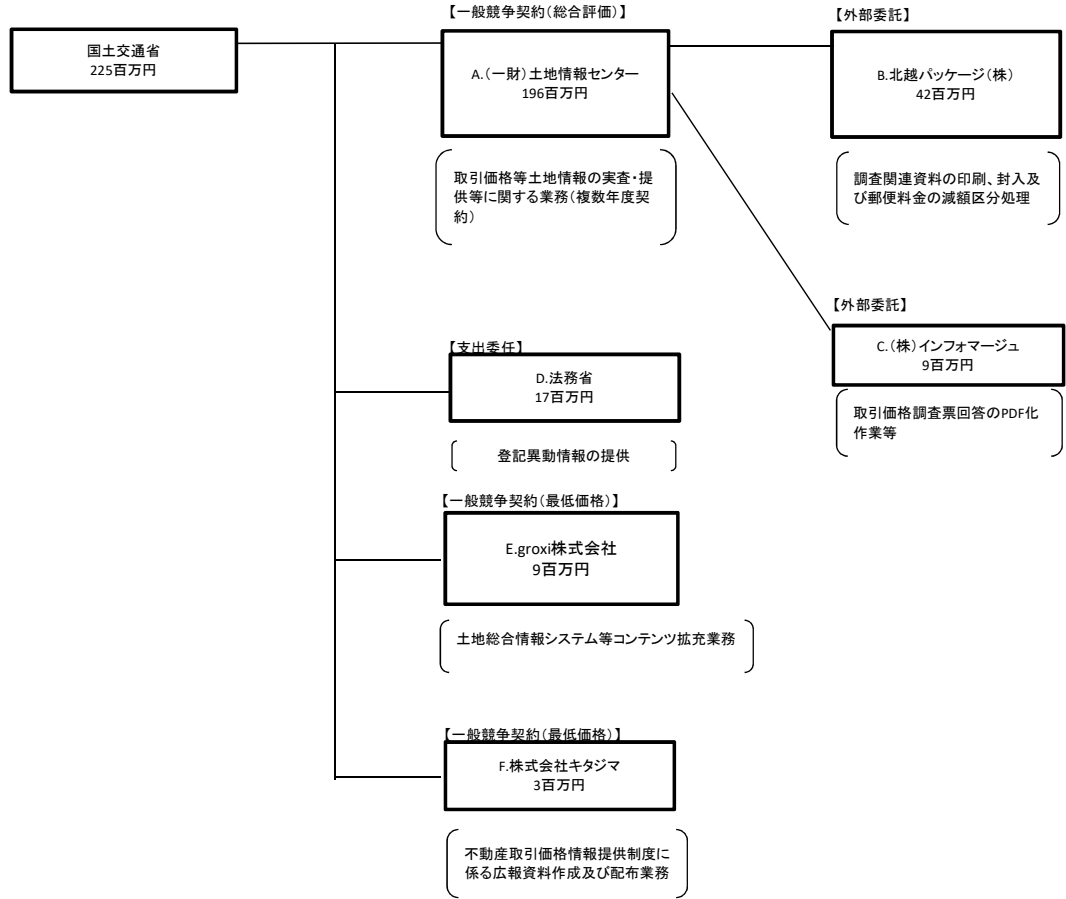 国土交通省
225百万円
【一般競争契約(総合評価)】
A.(一財)土地情報センター
196百万円
取引価格等土地情報の実査・提
供等に関する業務(複数年度契
約)
【外部委託】
B.北越パッケージ(株)
42百万円
調査関連資料の印刷、封入及
び郵便料金の減額区分処理
【外部委託】
C.(株)インフォマージュ
9百万円
取引価格調査票回答のPDF化
作業等
【支出委任】
D.法務省
17百万円
登記異動情報の提供
【一般競争契約(最低価格)】
E.groxi株式会社
9百万円
土地総合情報システム等コンテンツ拡充業務
【一般競争契約(最低価格)】
F.株式会社キタジマ
3百万円
不動産取引価格情報提供制度に
係る広報資料作成及び配布業務